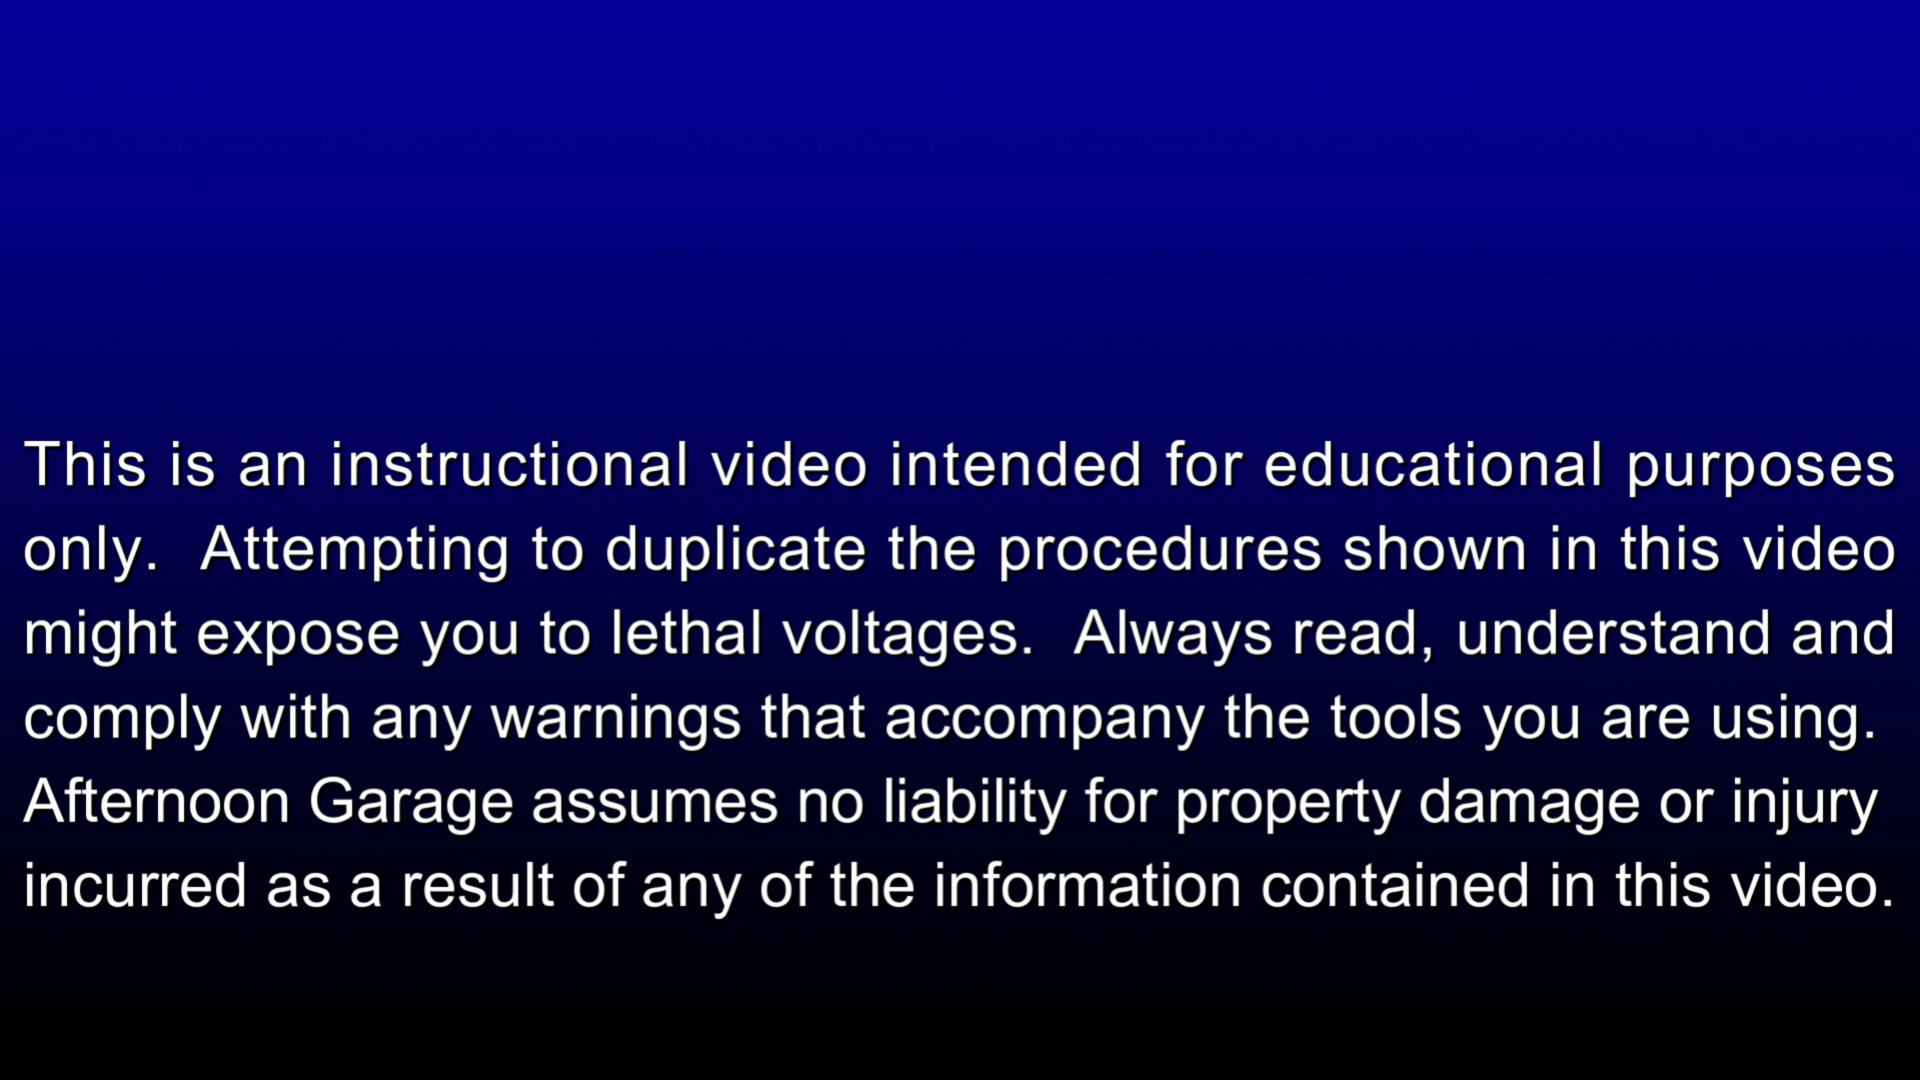 This is an instructional video intended for educational purposes
only.  Attempting to duplicate the procedures shown in this video
might expose you to lethal voltages.  Always read, understand and
comply with any warnings that accompany the tools you are using.
Afternoon Garage assumes no liability for property damage or injury
incurred as a result of any of the information contained in this video.